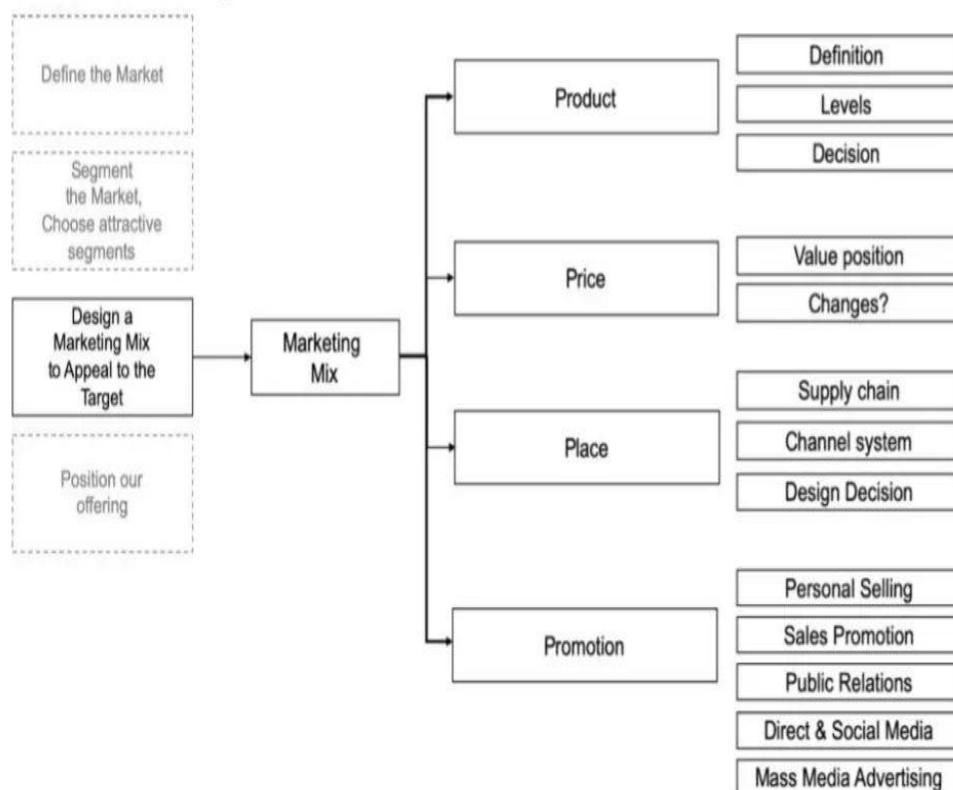 Define the Market
Segment
the Market,
Choose attractive
segments
Design a
Marketing Mix
to Appeal to the
Target
Position our
offering
Marketing
Mix
Product
Definition
Levels
Decision
Price
Value position
Changes?
Place
Supply chain
Channel system
Design Decision
Promotion
Personal Selling
Sales Promotion
Public Relations
Direct & Social Media
Mass Media Advertising